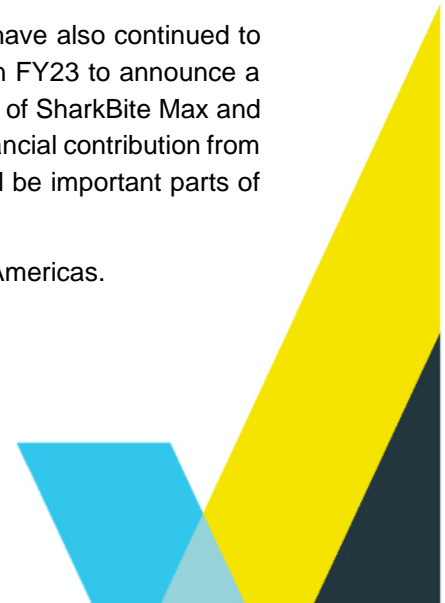 have also continued to
n FY23 to announce a
of SharkBite Max and
ancial contribution from
l be important parts of
Americas.